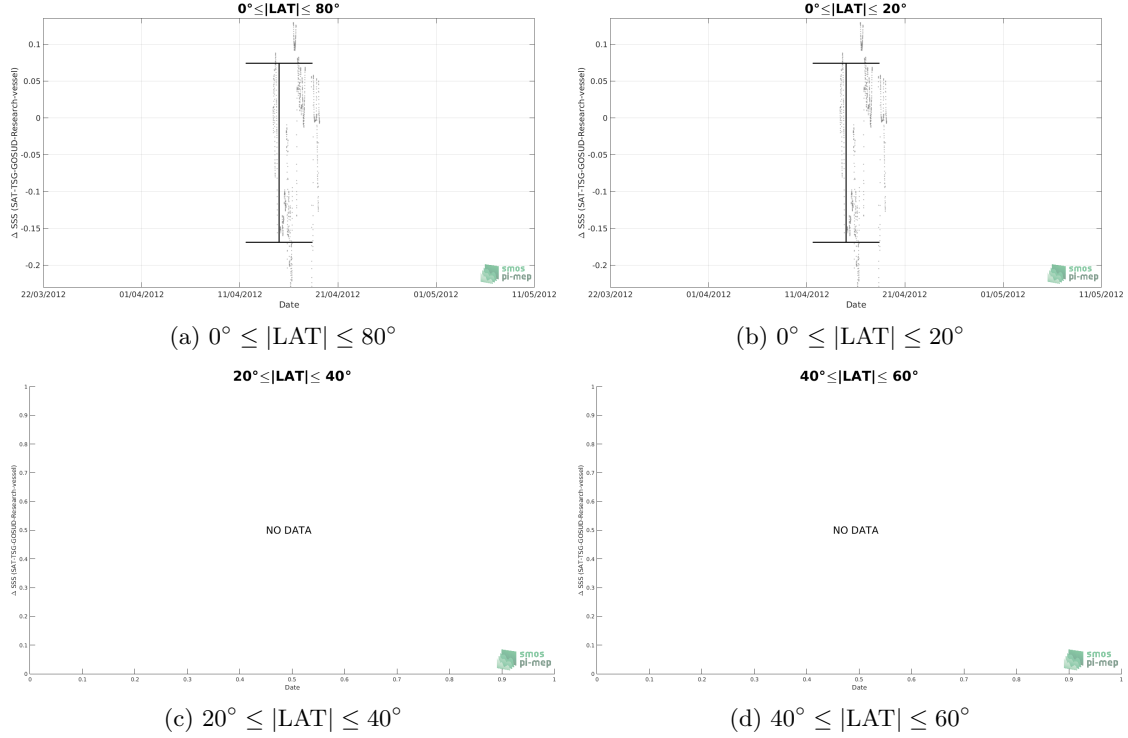 0°≤|LAT|≤ 80°
Δ SSS (SAT-TSG-GOSUD-Research-vessel)
0.1
0.05
0
-0.05
-0.1
-0.15
-0.2
22/03/2012 01/04/2012 11/04/2012 21/04/2012 01/05/2012 11/05/2012
Date
smos
pi-mep
(a) 0° ≤ |LAT| ≤ 80°
0°≤|LAT|≤ 20°
Δ SSS (SAT-TSG-GOSUD-Research-vessel)
0.1
0.05
0
-0.05
-0.1
-0.15
-0.2
22/03/2012 01/04/2012 11/04/2012 21/04/2012 01/05/2012 11/05/2012
Date
smos
pi-mep
(b) 0° ≤ |LAT| ≤ 20°
20°≤|LAT|≤ 40°
Δ SSS (SAT-TSG-GOSUD-Research-vessel)
1
0.9
0.8
0.7
0.6
0.5
0.4
0.3
0.2
0.1
0
NO DATA
0 0.1 0.2 0.3 0.4 0.5 0.6 0.7 0.8 0.9 1
Date
smos
pi-mep
(c) 20° ≤ |LAT| ≤ 40°
40°≤|LAT|≤ 60°
Δ SSS (SAT-TSG-GOSUD-Research-vessel)
1
0.9
0.8
0.7
0.6
0.5
0.4
0.3
0.2
0.1
0
NO DATA
0 0.1 0.2 0.3 0.4 0.5 0.6 0.7 0.8 0.9 1
Date
smos
pi-mep
(d) 40° ≤ |LAT| ≤ 60°